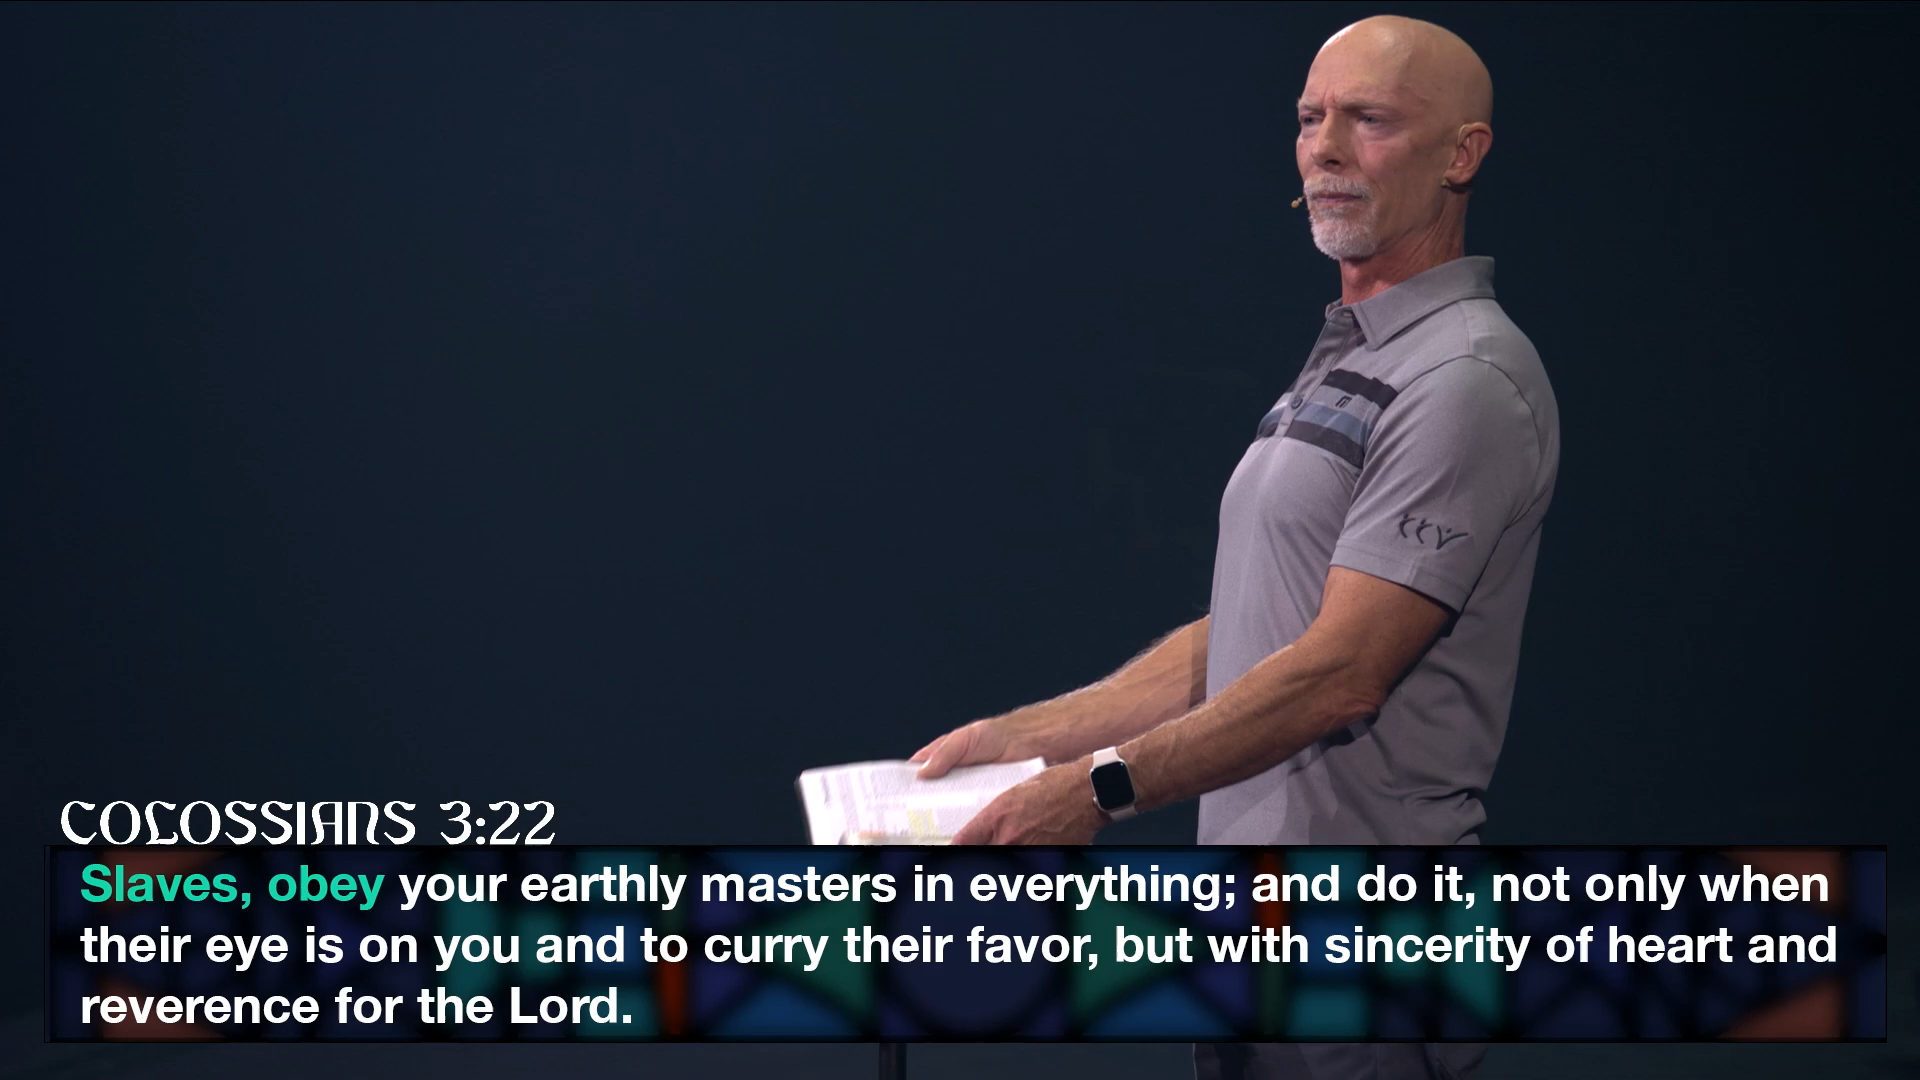 COLOSSIANS 3:22
Slaves, obey your earthly masters in everything; and do it, not only when
their eye is on you and to curry their favor, but with sincerity of heart and
reverence for the Lord.